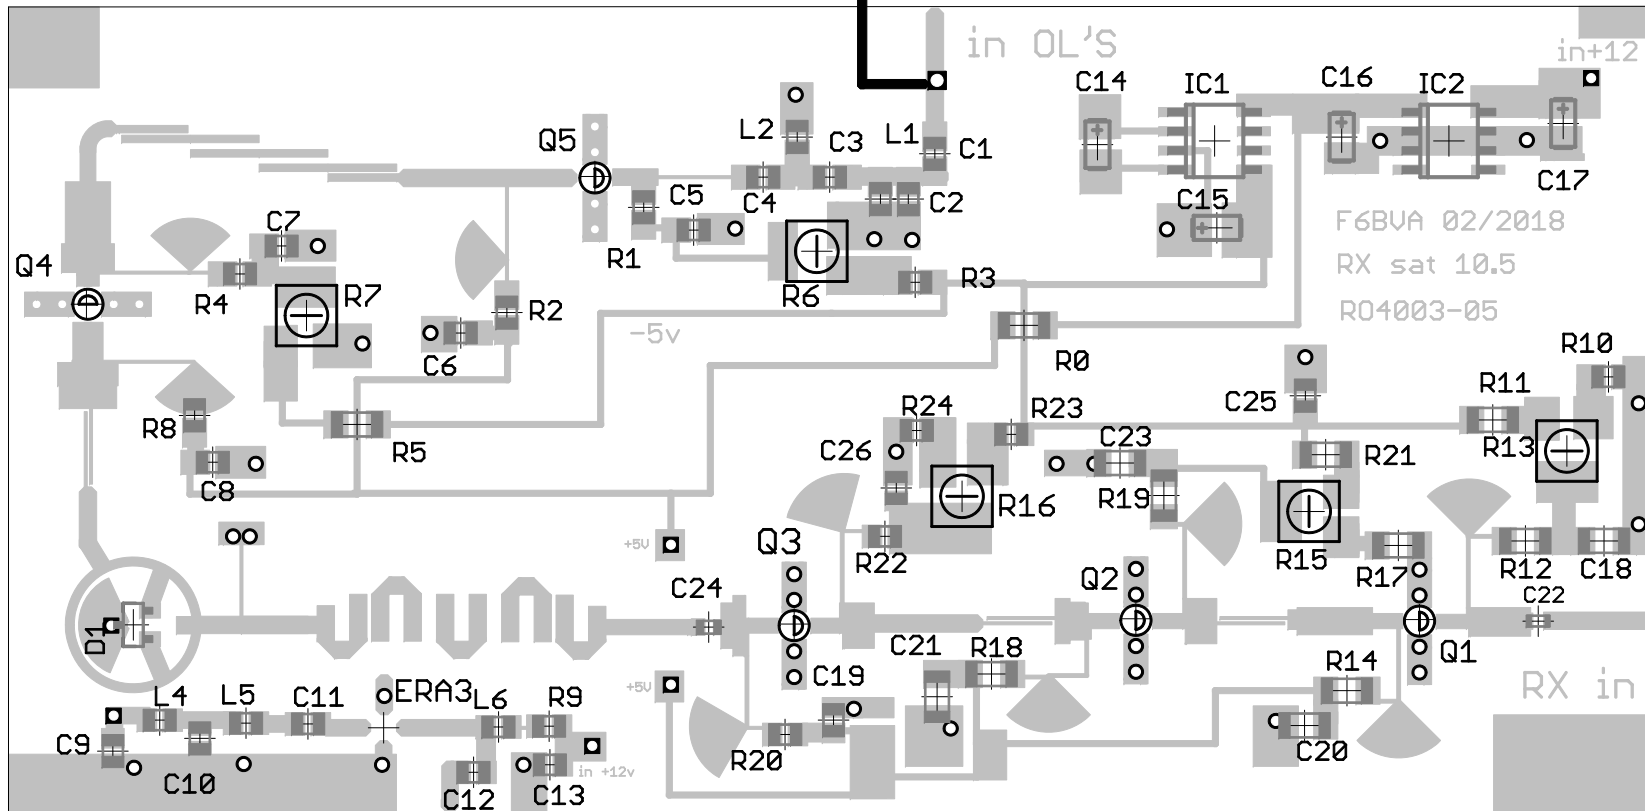 in OL'S
in+12
C14
IC1
C16
IC2
L2
C3
L1
C1
Q5
C17
C5
C4
C2
C15
F6BVA 02/2018
C7
R1
Q4
RX sat 10.5
R4
R7
R6
R3
R2
RO4003-05
-5v
C6
R0
R10
R11
C25
R24
R23
R8
R5
C26
C23
R21
R13
C8
R19
R16
+5V
Q3
R22
R15
R17
R12
C18
C24
Q2
C22
D1
C21
R18
Q1
+5V
C19
R14
RX in
L4
L5
C11
ERA3
L6
R9
C9
R20
C20
C10
in +12v
C12
C13